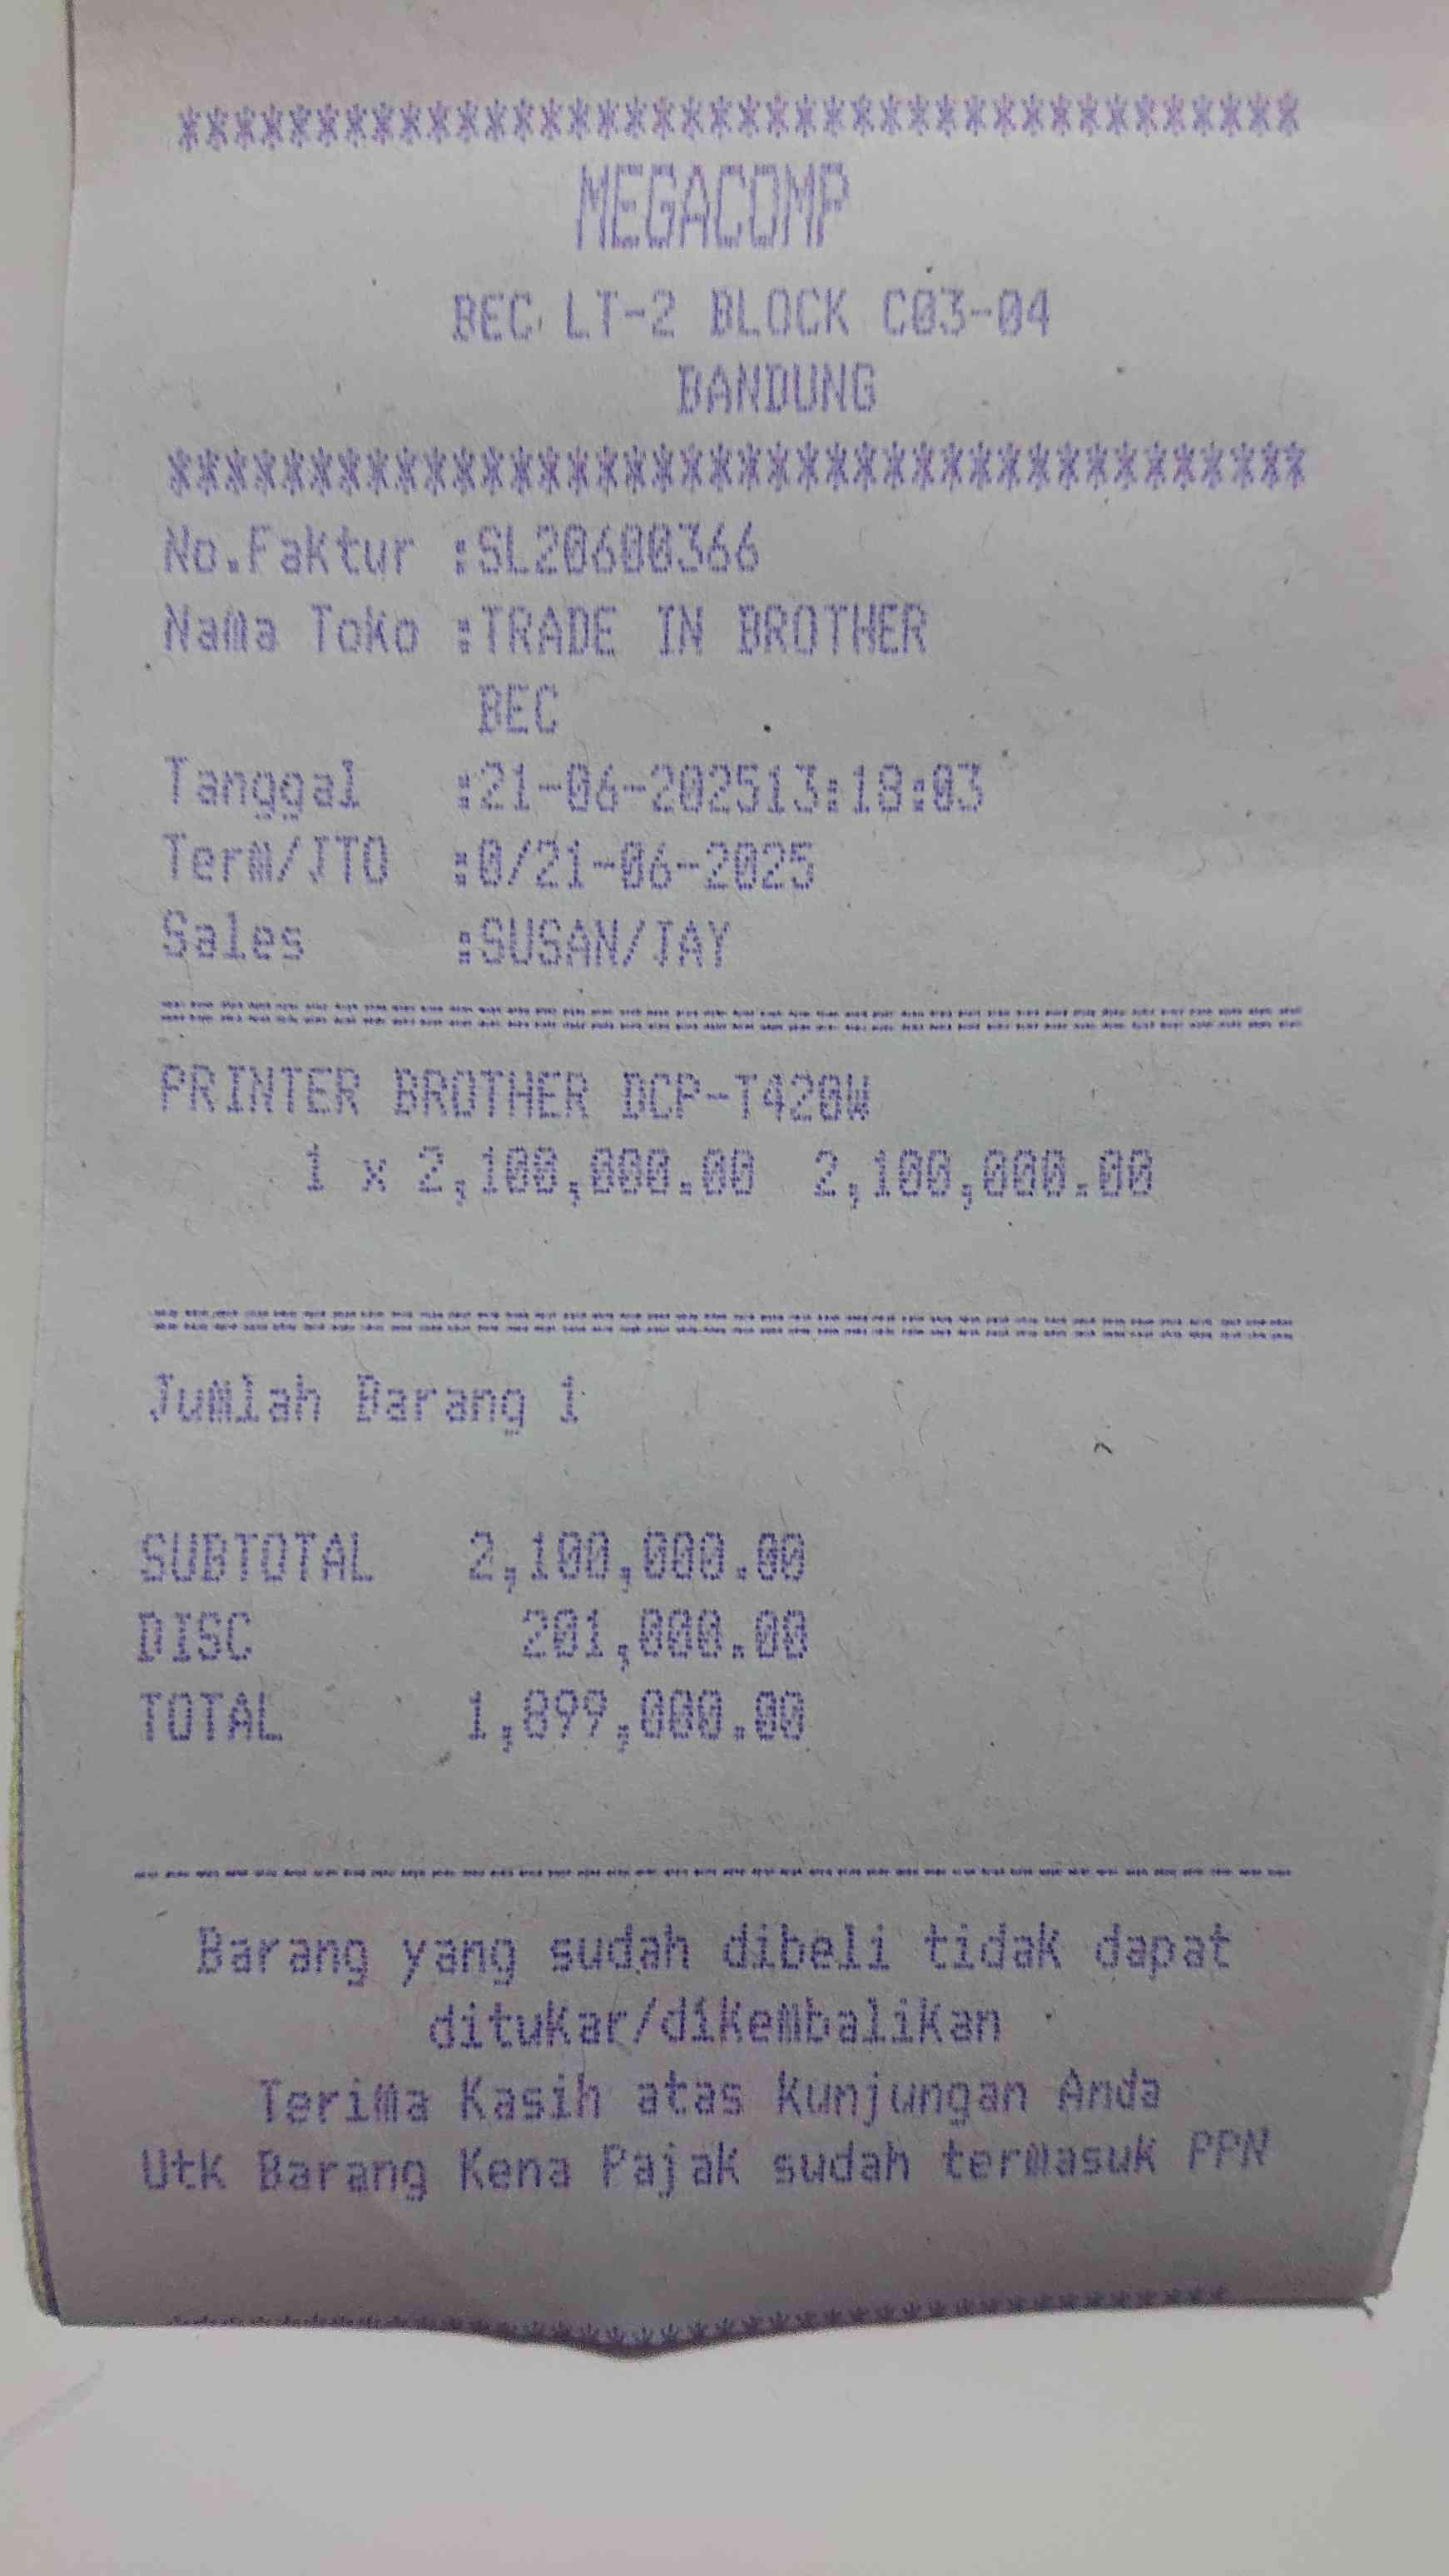 ****************************************
MEGACOMP
BEC LT-2 BLOCK C03-04
BANDUNG
****************************************
No.Faktur :SL20600366
Nama Toko :TRADE IN BROTHER
BEC
Tanggal :21-06-202513:18:03
Term/JTO :0/21-06-2025
Sales :SUSAN/JAY
========================================
PRINTER BROTHER DCP-T420W
1 x 2,100,000.00 2,100,000.00
========================================
Jumlah Barang 1
SUBTOTAL 2,100,000.00
DISC 201,000.00
TOTAL 1,899,000.00
----------------------------------------
Barang yang sudah dibeli tidak dapat
ditukar/dikembalikan
Terima Kasih atas Kunjungan Anda
Utk Barang Kena Pajak sudah termasuk PPN
****************************************